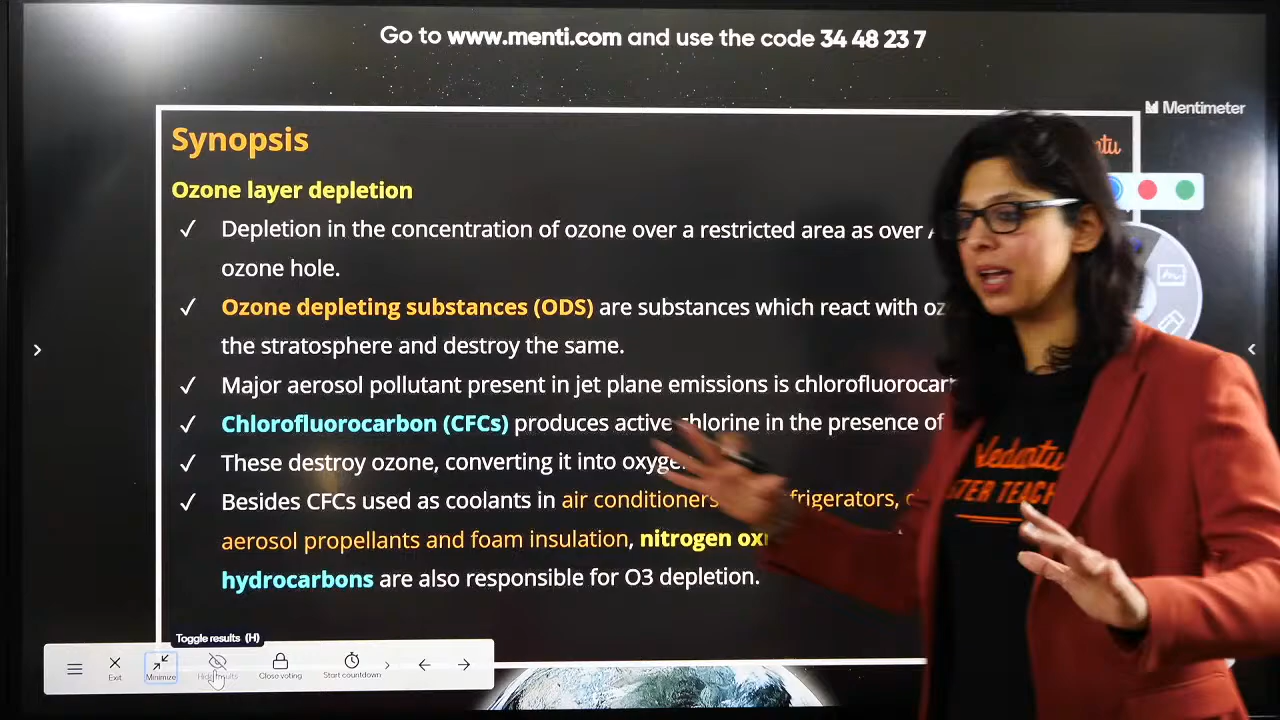 Go to www.menti.com and use the code 34 48 23 7
Mentimeter
Synopsis
Ozone layer depletion
✓ Depletion in the concentration of ozone over a restricted area as over
ozone hole.
✓ Ozone depleting substances (ODS) are substances which react with
the stratosphere and destroy the same.
✓ Major aerosol pollutant present in jet plane emissions is
✓ Chlorofluorocarbon (CFCs) produces active chlorine in the presence of
✓ These destroy ozone, converting it into
✓ Besides CFCs used as coolants in air conditioners
aerosol propellants and foam insulation, nitrogen
hydrocarbons are also responsible for O3 depletion.
Vedantu
Toggle results (H)
Exit
Minimize
Close voting
Start countdown